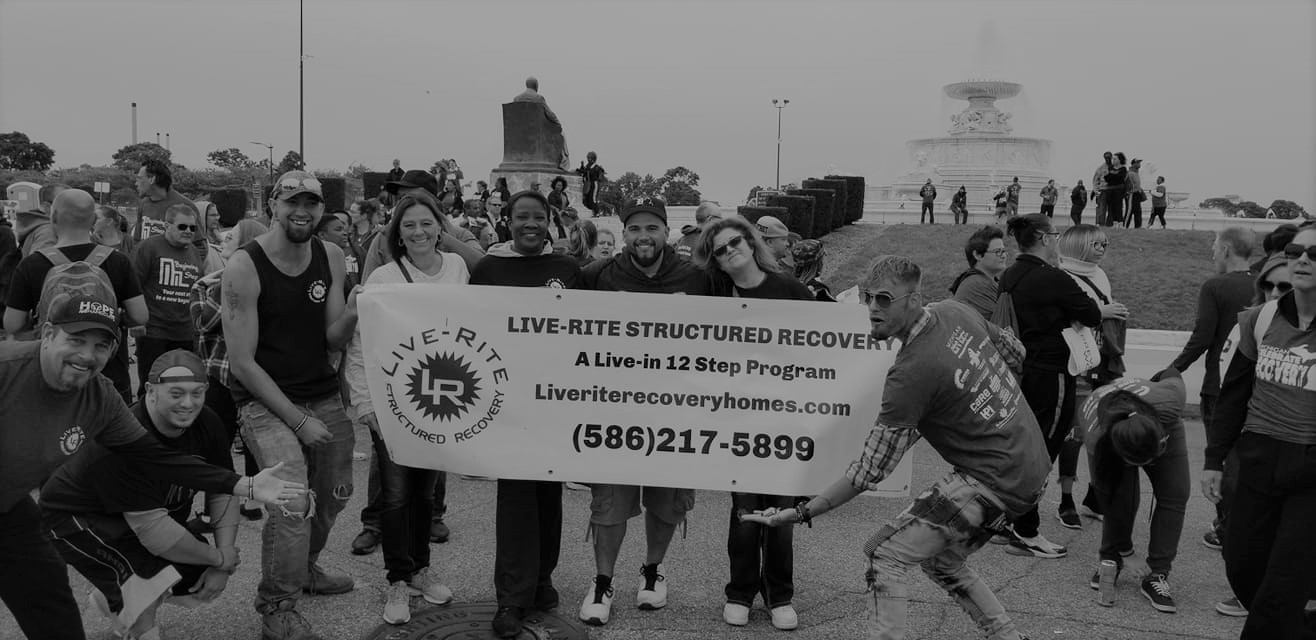 LIVE-RITE STRUCTURED RECOVERY
A Live-in 12 Step Program
Liveriterecoveryhomes.com
(586)217-5899
LIVE-RITE
LR
STRUCTURED RECOVERY
HOPE